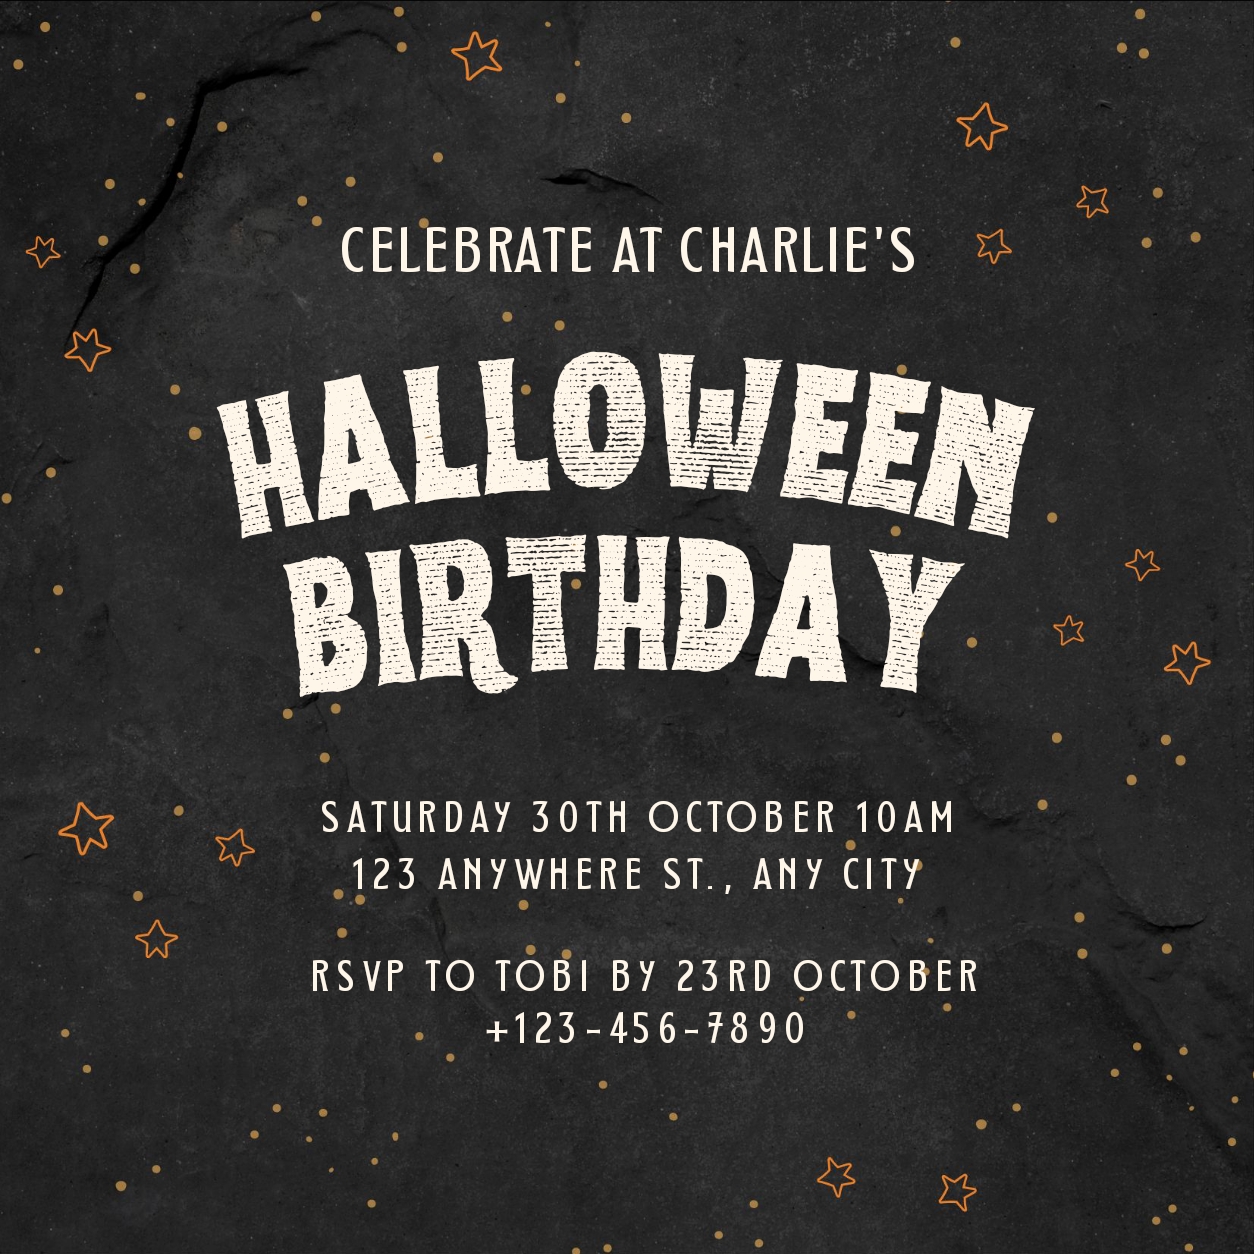 CELEBRATE AT CHARLIE'S
HALLOWEEN
BIRTHDAY
SATURDAY 30TH OCTOBER 10AM
123 ANYWHERE ST., ANY CITY
RSVP TO TOBI BY 23RD OCTOBER
+123-456-7890